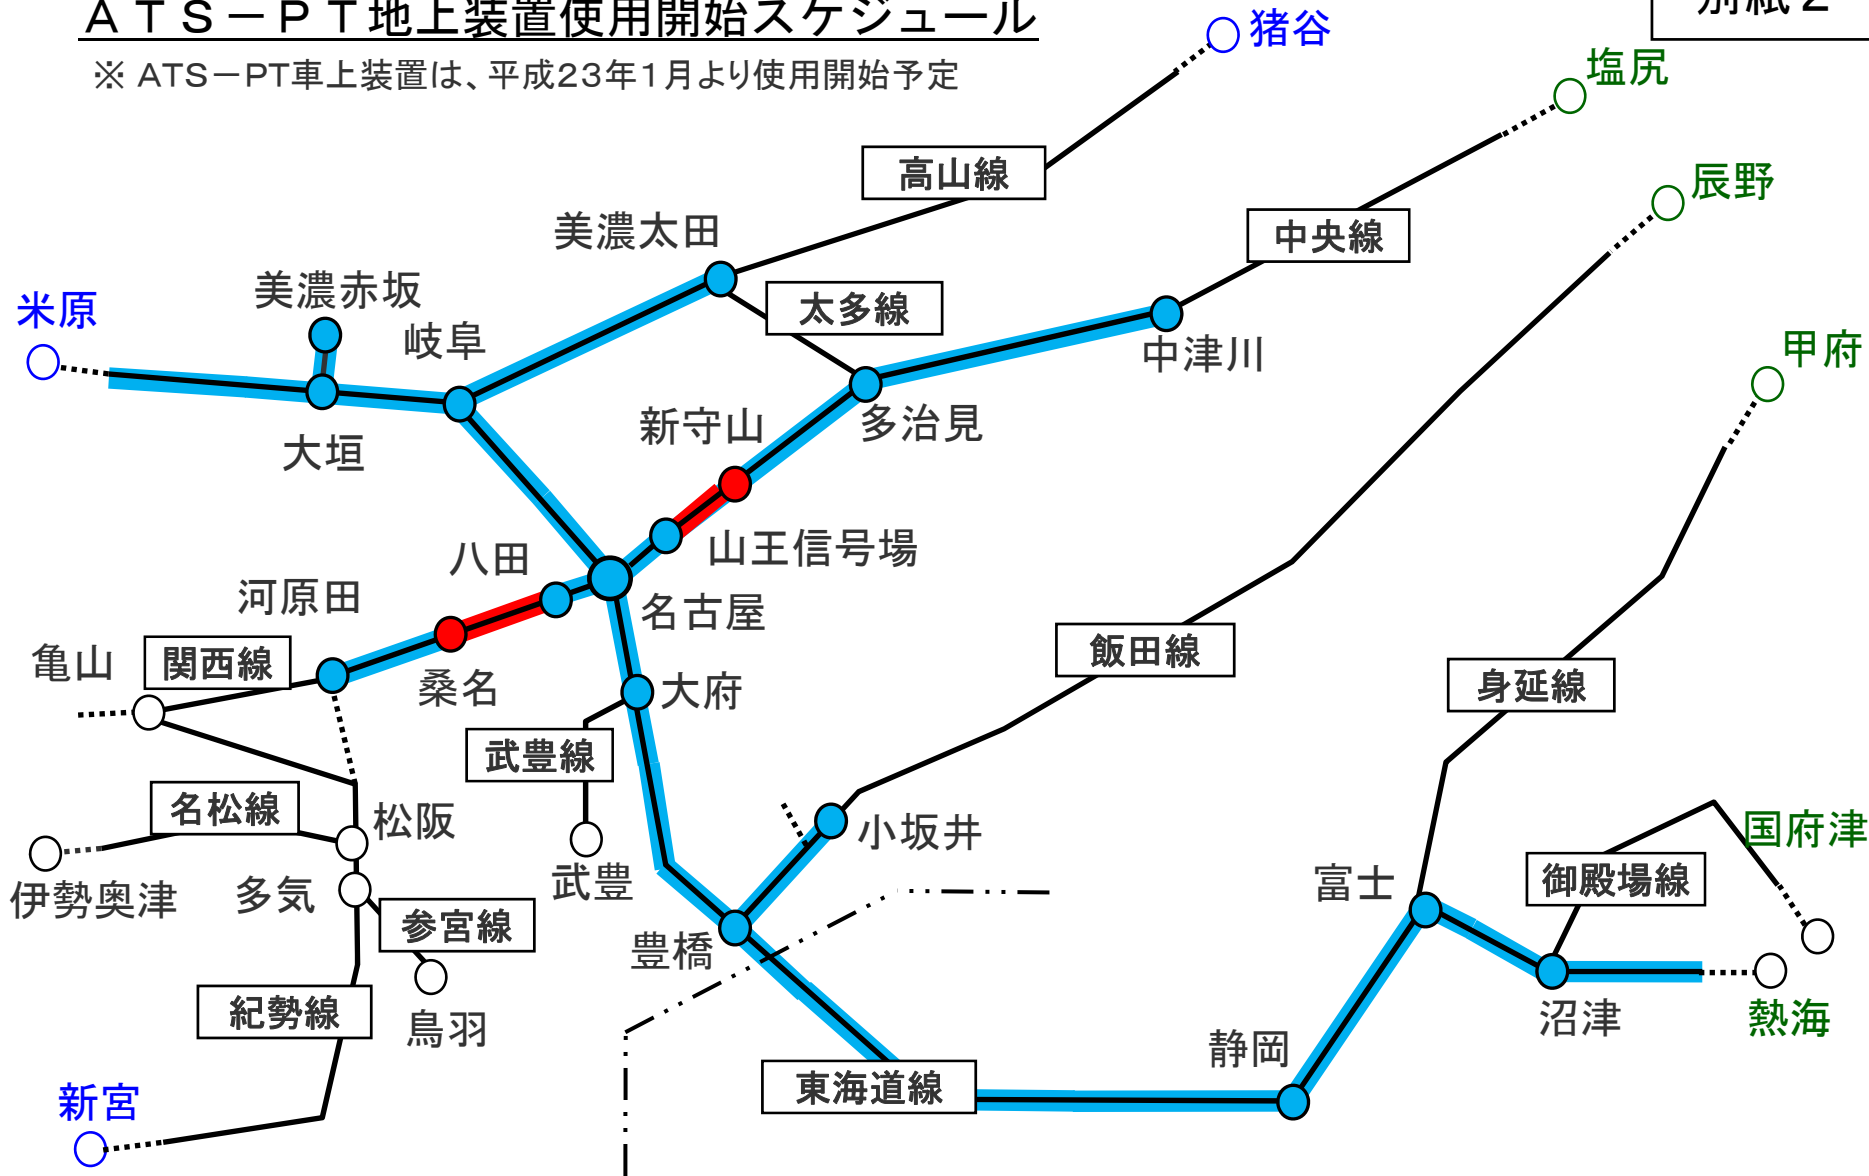 ATS－PT地上装置使用開始スケジュール
別紙2
※ ATS－PT車上装置は、平成23年1月より使用開始予定
猪谷
塩尻
辰野
高山線
中央線
美濃太田
美濃赤坂
米原
岐阜
太多線
中津川
甲府
大垣
新守山
多治見
山王信号場
八田
河原田
名古屋
亀山
関西線
桑名
大府
飯田線
身延線
武豊線
名松線
松阪
小坂井
国府津
伊勢奥津
多気
武豊
富士
御殿場線
参宮線
豊橋
紀勢線
鳥羽
静岡
沼津
熱海
東海道線
新宮